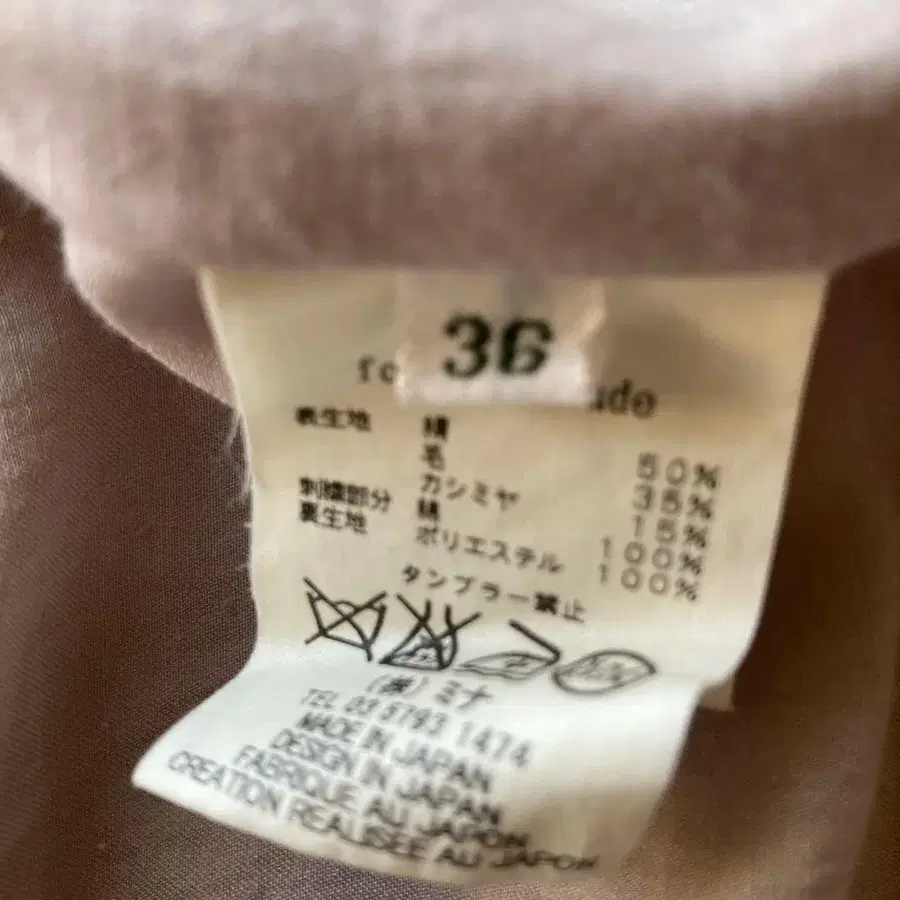 36
表生地 綿 50%
毛 35%
カシミヤ 15%
刺繍部分 綿 100%
裏生地 ポリエステル 100%
タンブラー禁止
(株) ミナ
TEL 03 5793 1474
MADE IN JAPAN
DESIGN IN JAPAN
FABRIQUE AU JAPON
CREATION REALISEE AU JAPON